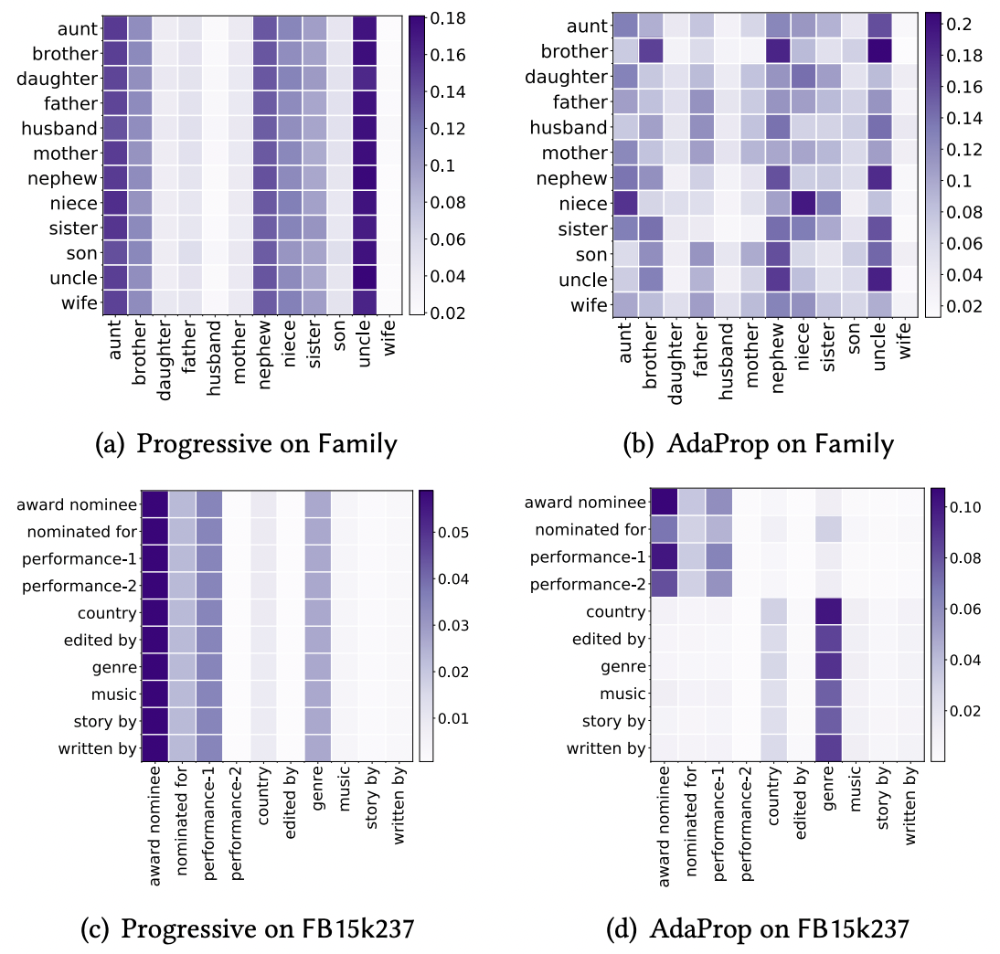 aunt
brother
daughter
father
husband
mother
nephew
niece
sister
son
uncle
wife
0.18
0.16
0.14
0.12
0.1
0.08
0.06
0.04
0.02
aunt
brother
daughter
father
husband
mother
nephew
niece
sister
son
uncle
wife
(a) Progressive on Family
aunt
brother
daughter
father
husband
mother
nephew
niece
sister
son
uncle
wife
0.2
0.18
0.16
0.14
0.12
0.10
0.08
0.06
0.04
0.02
aunt
brother
daughter
father
husband
mother
nephew
niece
sister
son
uncle
wife
(b) AdaProp on Family
award nominee
nominated for
performance-1
performance-2
country
edited by
genre
music
story by
written by
0.05
0.04
0.03
0.02
0.01
award nominee
nominated for
performance-1
performance-2
country
edited by
genre
music
story by
written by
(c) Progressive on FB15k237
award nominee
nominated for
performance-1
performance-2
country
edited by
genre
music
story by
written by
0.10
0.08
0.06
0.04
0.02
award nominee
nominated for
performance-1
performance-2
country
edited by
genre
music
story by
written by
(d) AdaProp on FB15k237